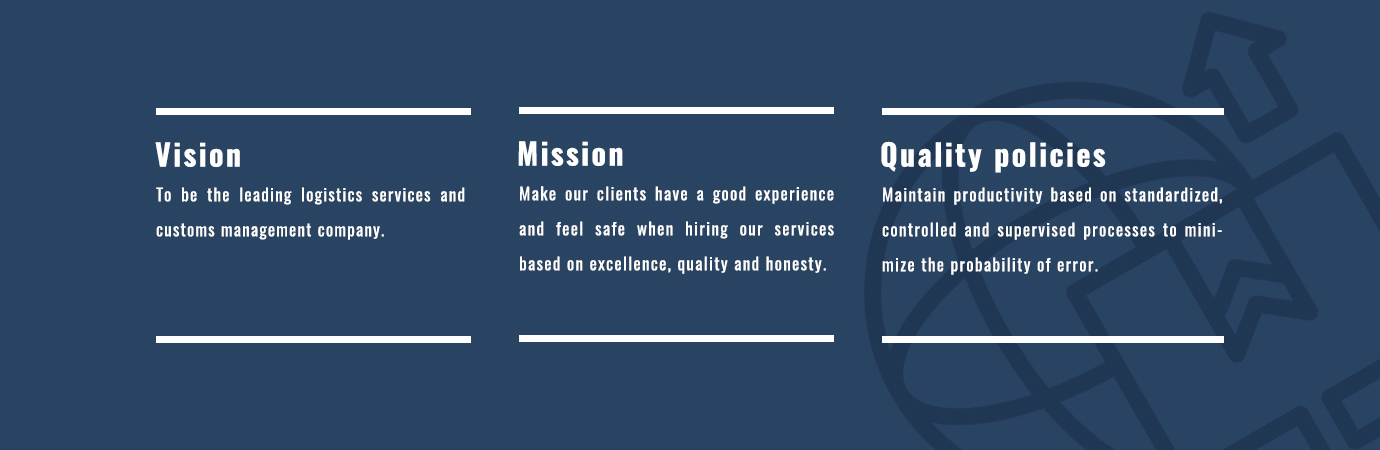 Vision
To be the leading logistics services and
customs management company.
Mission
Make our clients have a good experience
and feel safe when hiring our services
based on excellence, quality and honesty.
Quality policies
Maintain productivity based on standardized,
controlled and supervised processes to mini-
mize the probability of error.